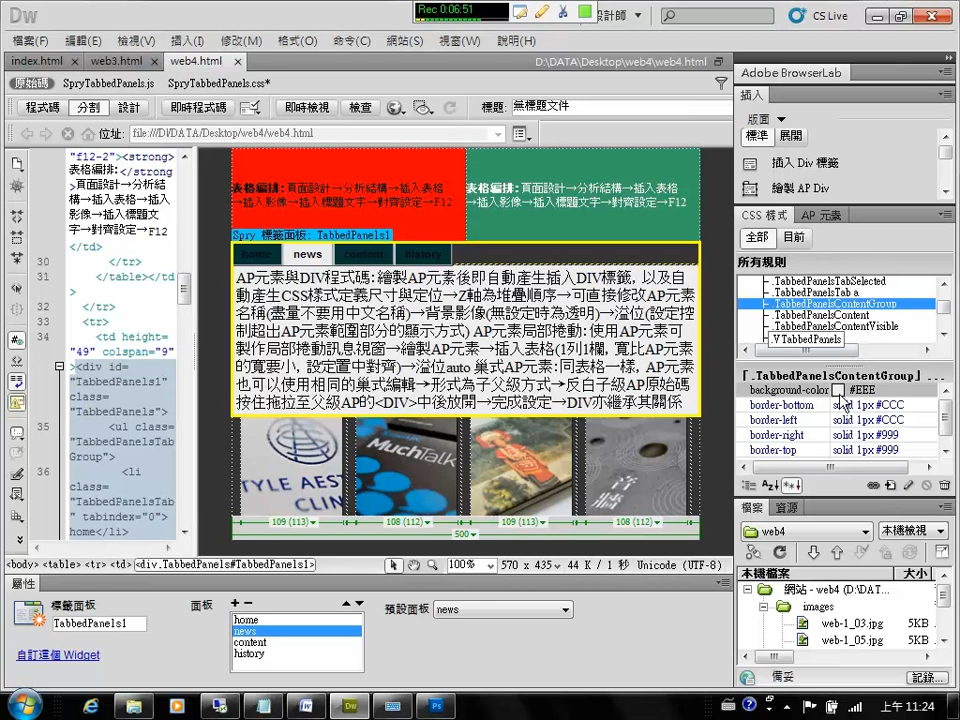 Dw
Rec 0:06:51
設計師
CS Live
檔案(F)
編輯(E)
檢視(V)
插入(I)
修改(M)
格式(O)
命令(C)
網站(S)
視窗(W)
說明(H)
index.html
web3.html
web4.html
D:\DATA\Desktop\web4\web4.html
原始碼
SpryTabbedPanels.js
SpryTabbedPanels.css*
程式碼
分割
設計
即時程式碼
即時檢視
檢查
標題:
無標題文件
位址:
file:///D|/DATA/Desktop/web4/web4.html
"f12-2"><strong
表格編排:</strong
>頁面設計→分析結
構→插入表格→插
入影像→插入標題文
字→對齊設定→F12
</td>
30
</tr>
31
</table></td
>
32
</tr>
33
<tr>
34
<td height=
"49" colspan="9"
><div id=
"TabbedPanels1"
class=
"TabbedPanels">
35
<ul class=
"TabbedPanelsTab
Group">
36
<li
class=
"TabbedPanelsTab
" tabindex="0">
home</li>
表格編排:頁面設計→分析結構→插入表格
→插入影像→插入標題文字→對齊設定→F12
表格編排:頁面設計→分析結構→插入表格
→插入影像→插入標題文字→對齊設定→F12
Spry 標籤面板: TabbedPanels1
home
news
content
history
AP元素與DIV程式碼:繪製AP元素後即自動產生插入DIV標籤, 以及自
動產生CSS樣式定義尺寸與定位→Z軸為堆疊順序→可直接修改AP元素
名稱(盡量不要用中文名稱)→背景影像(無設定時為透明)→溢位(設定控
制超出AP元素範圍部分的顯示方式) AP元素局部捲動:使用AP元素可
製作局部捲動訊息視窗→繪製AP元素→插入表格(1列1欄, 寬比AP元素
的寬要小, 設定置中對齊)→溢位auto 巢式AP元素:同表格一樣, AP元素
也可以使用相同的巢式編輯→形式為子父級方式→反白子級AP原始碼
按住拖拉至父級AP的<DIV>中後放開→完成設定→DIV亦繼承其關係
STYLE AEST
CLIN
MuchTalk
音牆
109 (113)
108 (112)
109 (113)
108 (112)
500
<body> <table> <tr> <td> <div.TabbedPanels#TabbedPanels1>
100%
570 x 435
44 K / 1 秒
Unicode (UTF-8)
屬性
標籤面板
TabbedPanels1
面板
home
news
content
history
預設面板
news
自訂這個 Widget
Adobe BrowserLab
插入
版面
標準
展開
插入 Div 標籤
繪製 AP Div
CSS 樣式
AP 元素
全部
目前
所有規則
.TabbedPanelsTabSelected
.TabbedPanelsTab a
.TabbedPanelsContentGroup
.TabbedPanelsContent
.TabbedPanelsContentVisible
.VTabbedPanels
「.TabbedPanelsContentGroup」...
background-color
#EEE
border-bottom
solid 1px #CCC
border-left
solid 1px #CCC
border-right
solid 1px #999
border-top
solid 1px #999
檔案
資源
web4
本機檢視
本機檔案
大小
網站 - web4 (D:\DAT...
images
web-1_03.jpg
5KB
web-1_05.jpg
5KB
備妥
記錄...
上午 11:24